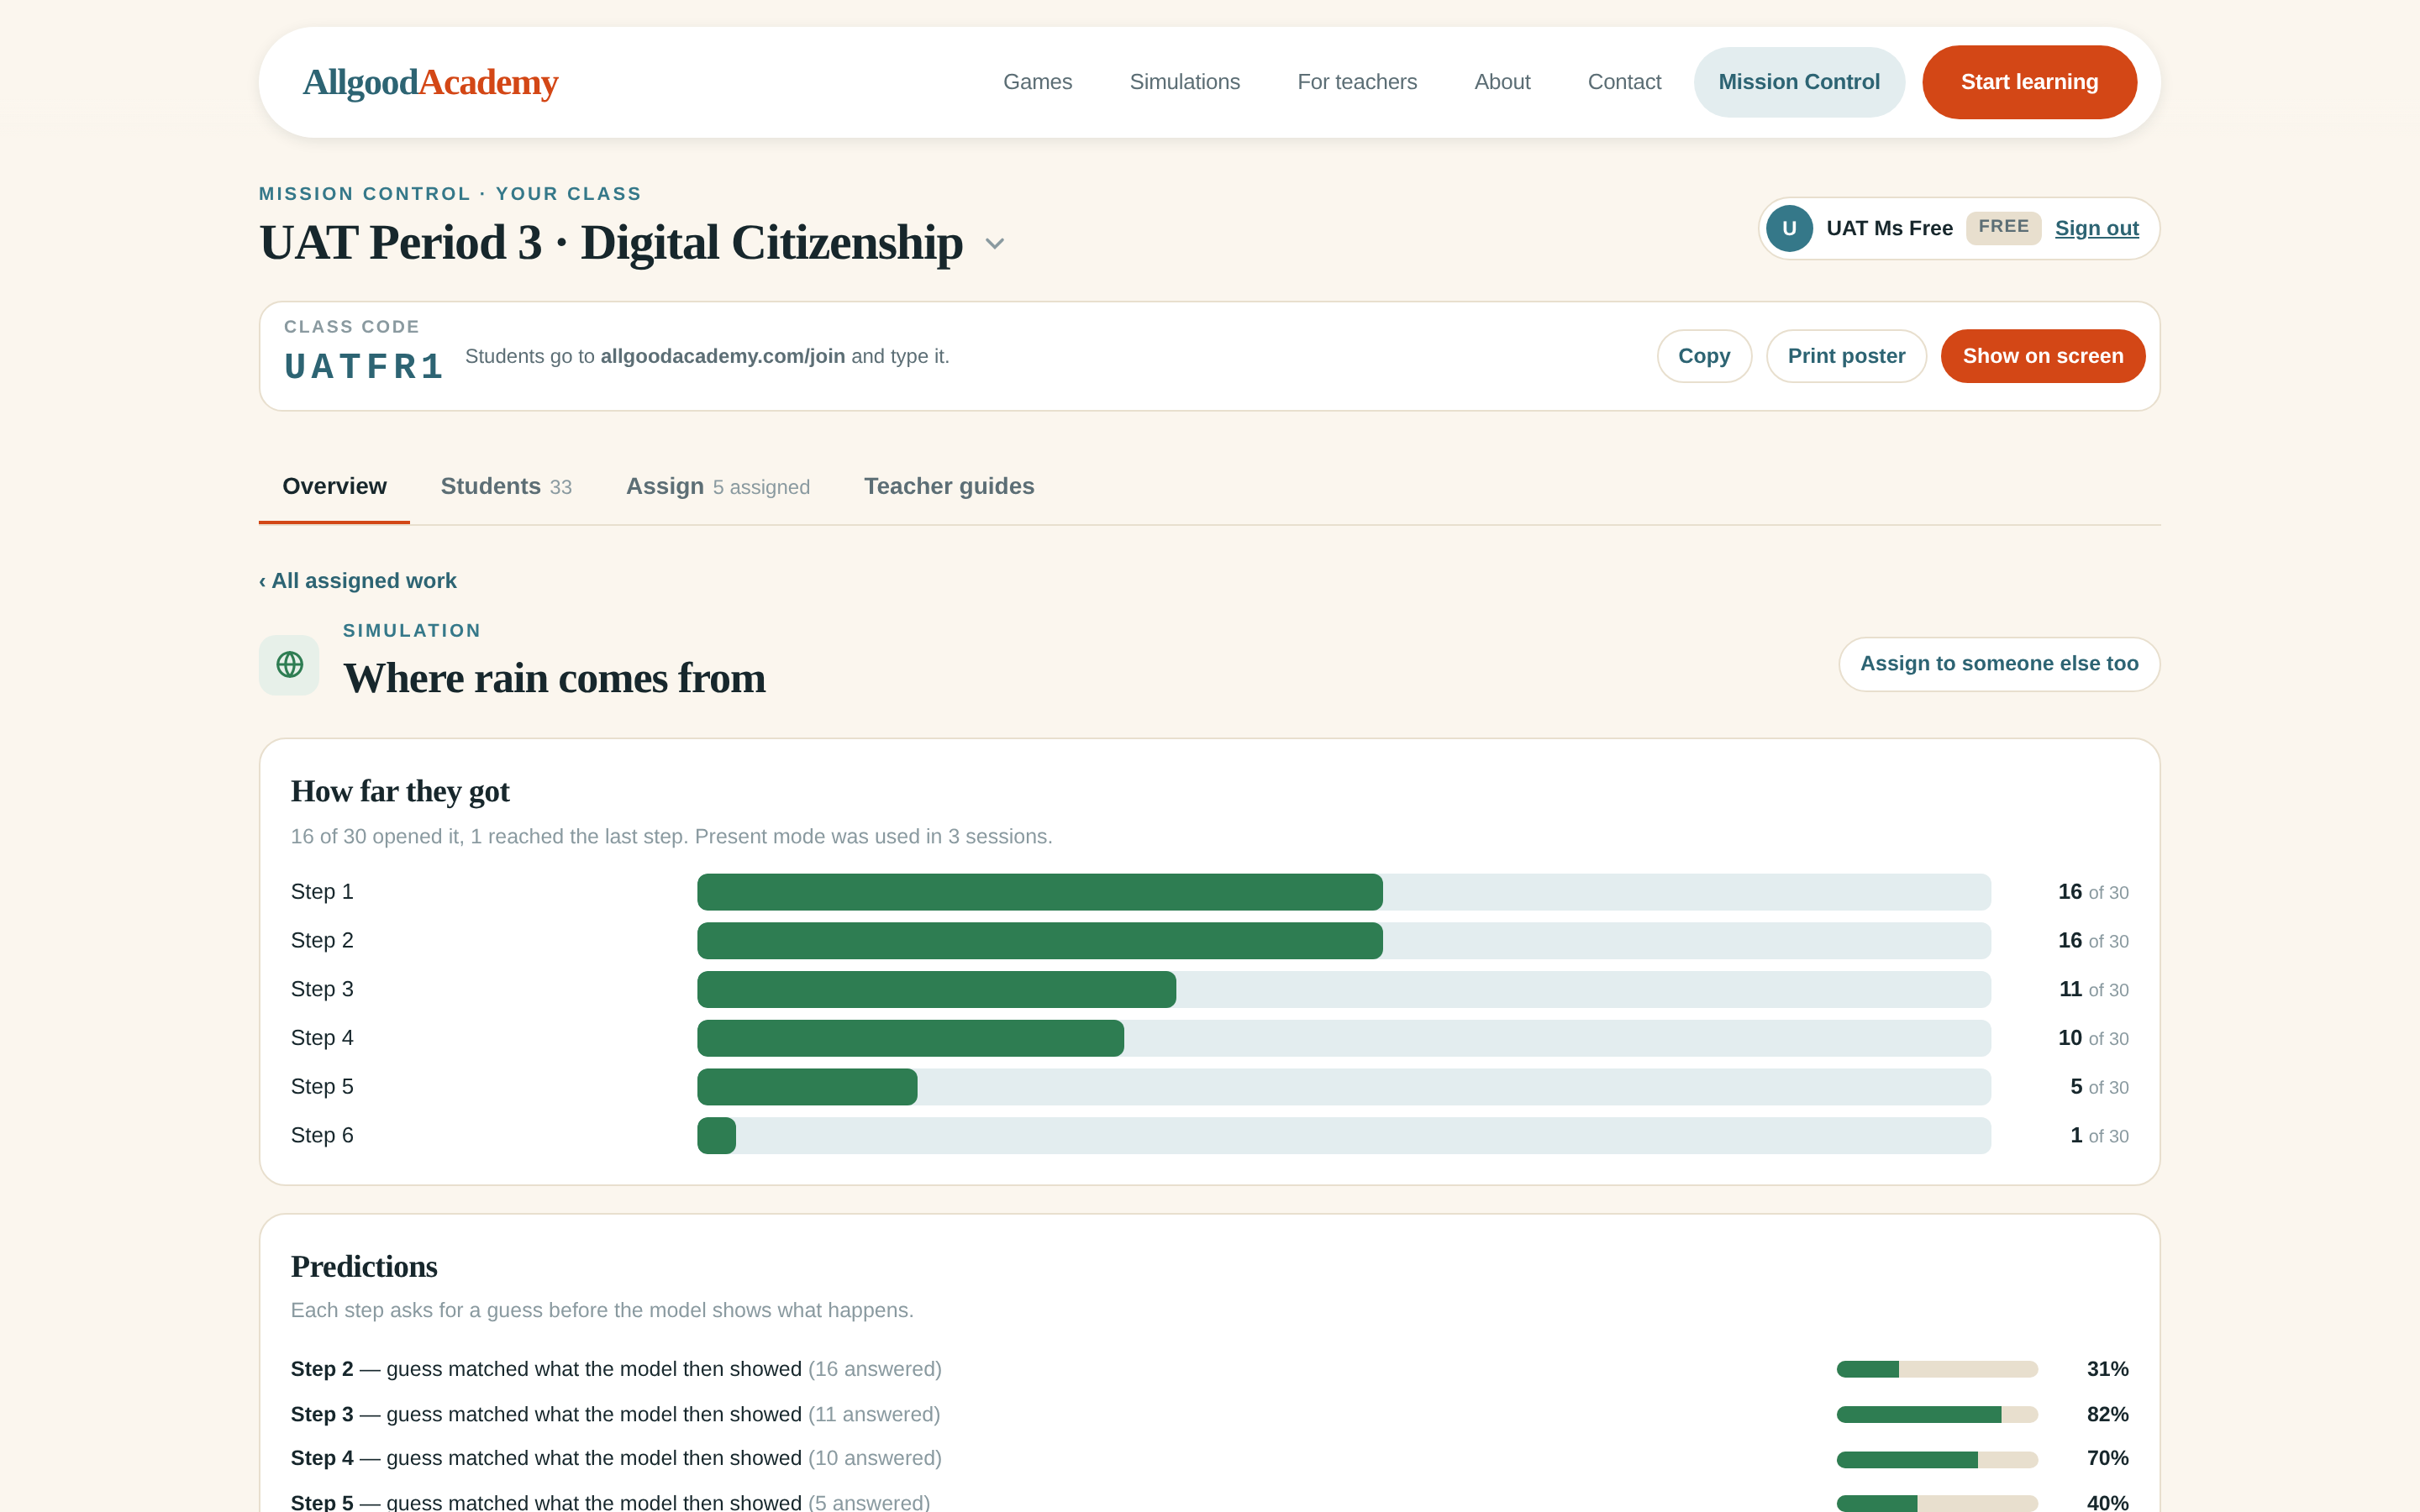 AllgoodAcademy
Games Simulations For teachers About Contact Mission Control Start learning
MISSION CONTROL · YOUR CLASS
UAT Period 3 · Digital Citizenship
U UAT Ms Free FREE Sign out
CLASS CODE
UATFR1
Students go to allgoodacademy.com/join and type it.
Copy Print poster Show on screen
Overview Students 33 Assign 5 assigned Teacher guides
‹ All assigned work
SIMULATION
Where rain comes from
Assign to someone else too
How far they got
16 of 30 opened it, 1 reached the last step. Present mode was used in 3 sessions.
Step 1 16 of 30
Step 2 16 of 30
Step 3 11 of 30
Step 4 10 of 30
Step 5 5 of 30
Step 6 1 of 30
Predictions
Each step asks for a guess before the model shows what happens.
Step 2 — guess matched what the model then showed (16 answered) 31%
Step 3 — guess matched what the model then showed (11 answered) 82%
Step 4 — guess matched what the model then showed (10 answered) 70%
Step 5 — guess matched what the model then showed (5 answered) 40%